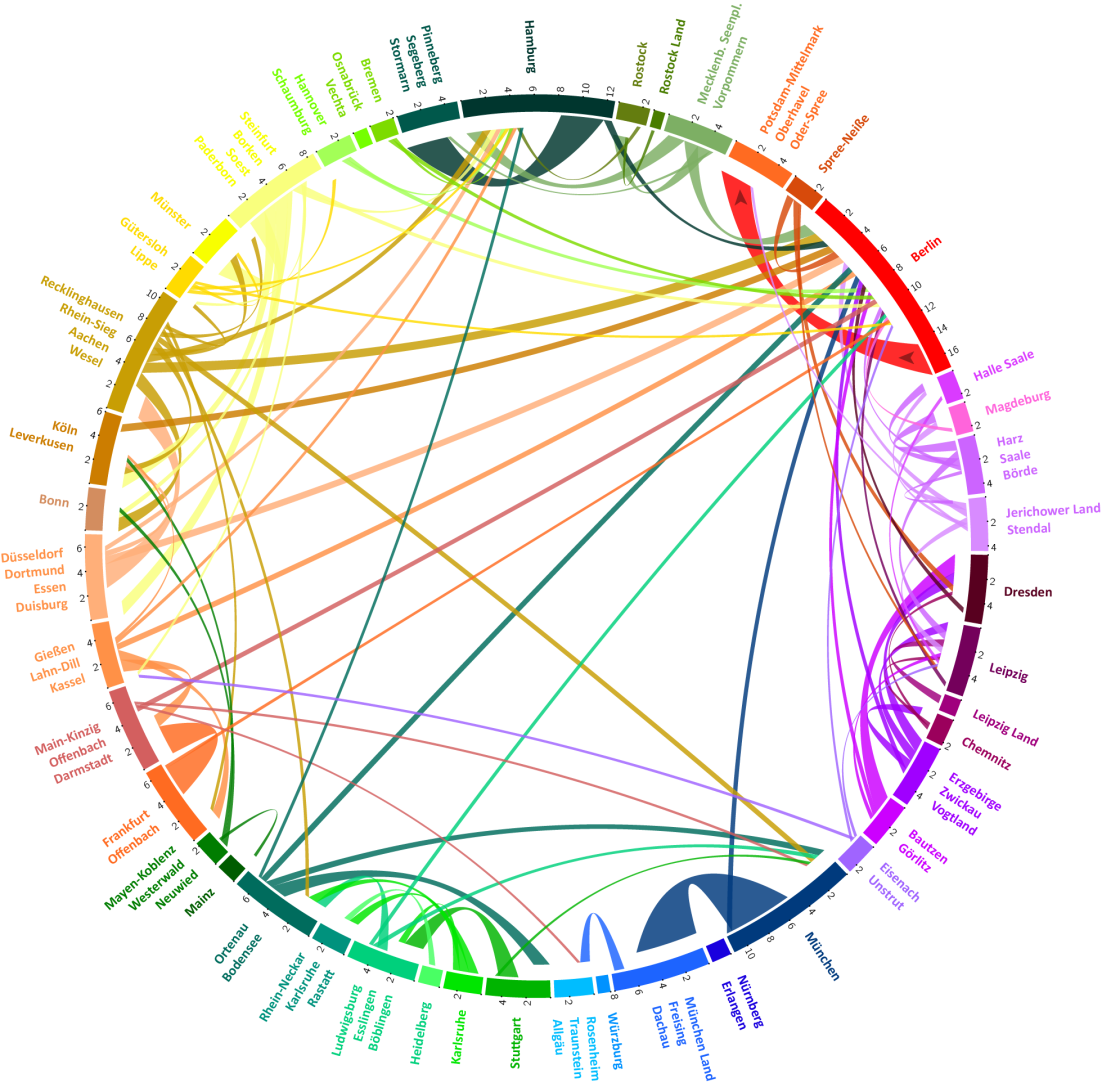 Hamburg
Rostock
Rostock Land
Mecklenb. Seenpl.
Vorpommern
Potsdam-Mittelmark
Oberhavel
Oder-Spree
Spree-Neiße
Berlin
Halle Saale
Magdeburg
Harz
Saale
Börde
Jerichower Land
Stendal
Dresden
Leipzig
Leipzig Land
Chemnitz
Erzgebirge
Zwickau
Vogtland
Bautzen
Görlitz
Eisenach
Unstrut
München
Nürnberg
Erlangen
München Land
Freising
Dachau
Würzburg
Rosenheim
Traunstein
Allgäu
Stuttgart
Karlsruhe
Heidelberg
Ludwigsburg
Esslingen
Böblingen
Rhein-Neckar
Karlsruhe
Rastatt
Ortenau
Bodensee
Mainz
Mayen-Koblenz
Westerwald
Neuwied
Frankfurt
Offenbach
Main-Kinzig
Offenbach
Darmstadt
Gießen
Lahn-Dill
Kassel
Düsseldorf
Dortmund
Essen
Duisburg
Bonn
Köln
Leverkusen
Recklinghausen
Rhein-Sieg
Aachen
Wesel
Gütersloh
Lippe
Münster
Steinfurt
Borken
Soest
Paderborn
Hannover
Schaumburg
Osnabrück
Vechta
Bremen
Pinneberg
Segeberg
Stormarn